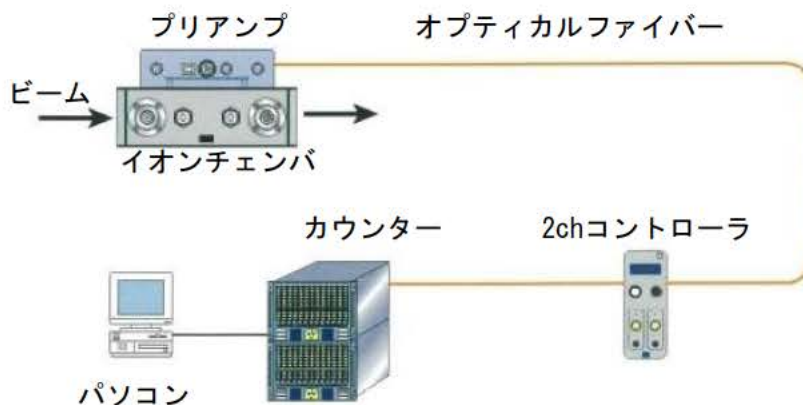 プリアンプ
オプティカルファイバー
ビーム
イオンチェンバ
カウンター
2chコントローラ
パソコン